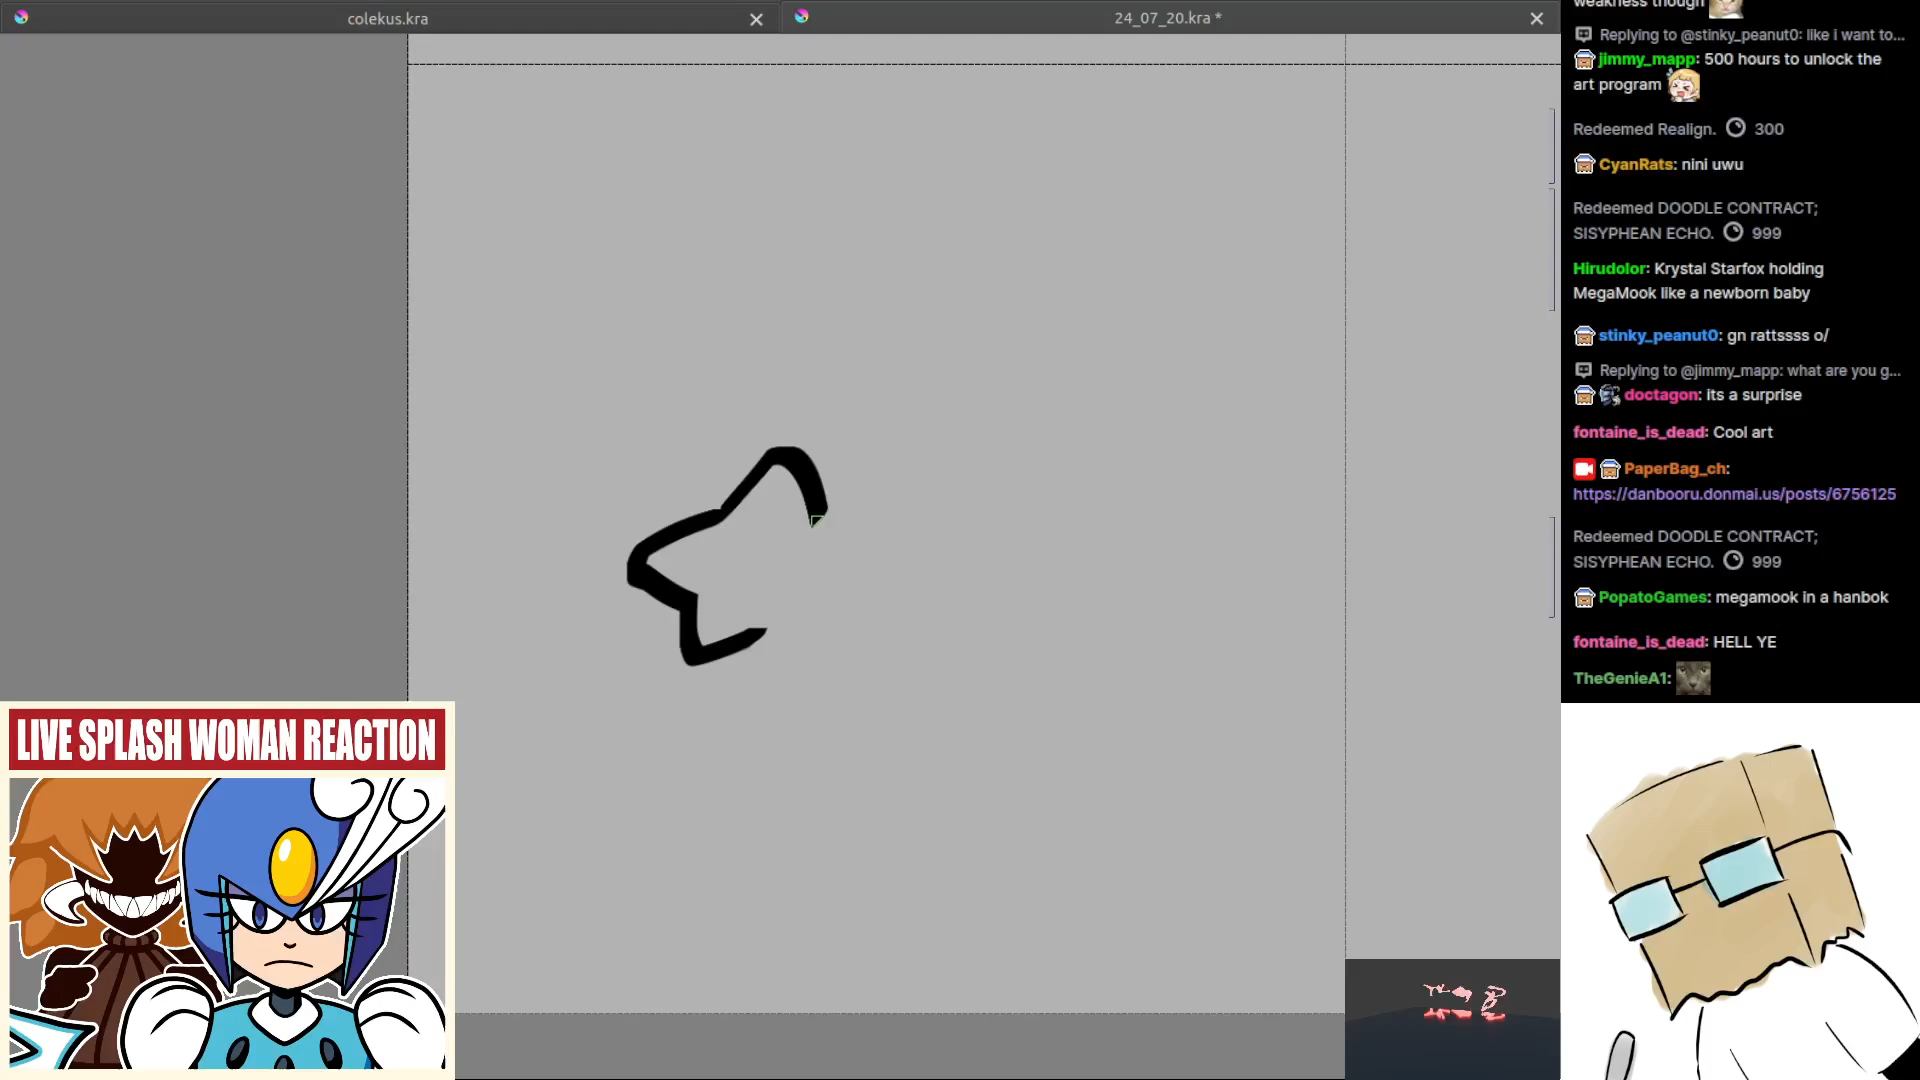 colekus.kra
24_07_20.kra *
weakness though
Replying to @stinky_peanut0: like i want to...
jimmy_mapp: 500 hours to unlock the
art program
Redeemed Realign. 300
CyanRats: nini uwu
Redeemed DOODLE CONTRACT;
SISYPHEAN ECHO. 999
Hirudolor: Krystal Starfox holding
MegaMook like a newborn baby
stinky_peanut0: gn rattssss o/
Replying to @jimmy_mapp: what are you g...
doctagon: its a surprise
fontaine_is_dead: Cool art
PaperBag_ch:
https://danbooru.donmai.us/posts/6756125
Redeemed DOODLE CONTRACT;
SISYPHEAN ECHO. 999
PopatoGames: megamook in a hanbok
fontaine_is_dead: HELL YE
TheGenieA1:
LIVE SPLASH WOMAN REACTION